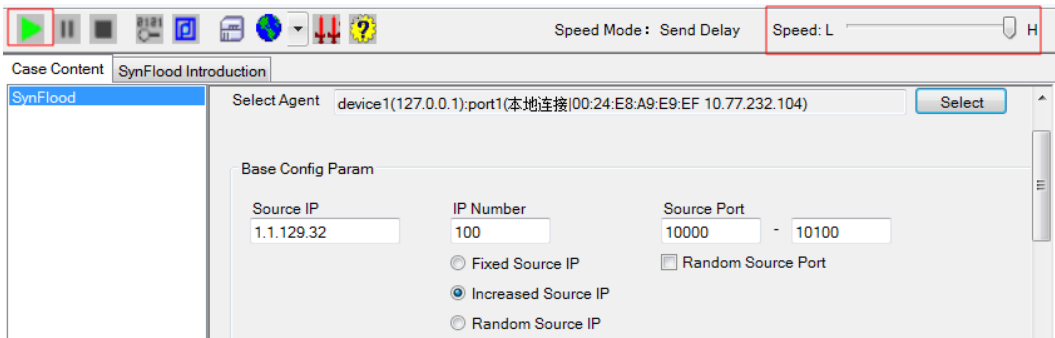 Speed Mode： Send Delay Speed: L H
Case Content SynFlood Introduction
SynFlood
Select Agent device1(127.0.0.1):port1(本地连接|00:24:E8:A9:E9:EF 10.77.232.104) Select
Base Config Param
Source IP IP Number Source Port
1.1.129.32 100 10000 - 10100
Fixed Source IP Random Source Port
Increased Source IP
Random Source IP